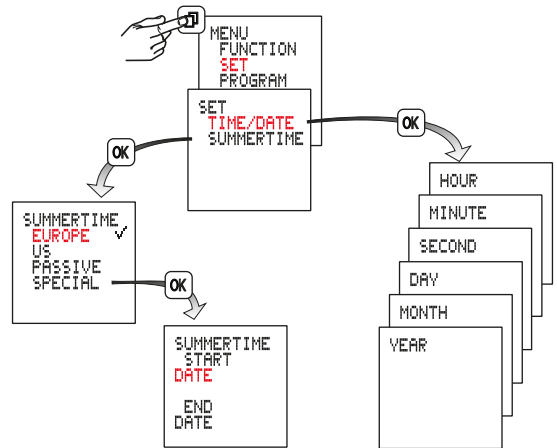 MENU
FUNCTION
SET
PROGRAM
SET
TIME/DATE
SUMMERTIME
OK
OK
SUMMERTIME
EUROPE ✓
US
PASSIVE
SPECIAL
OK
SUMMERTIME
START
DATE
END
DATE
HOUR
MINUTE
SECOND
DAY
MONTH
YEAR